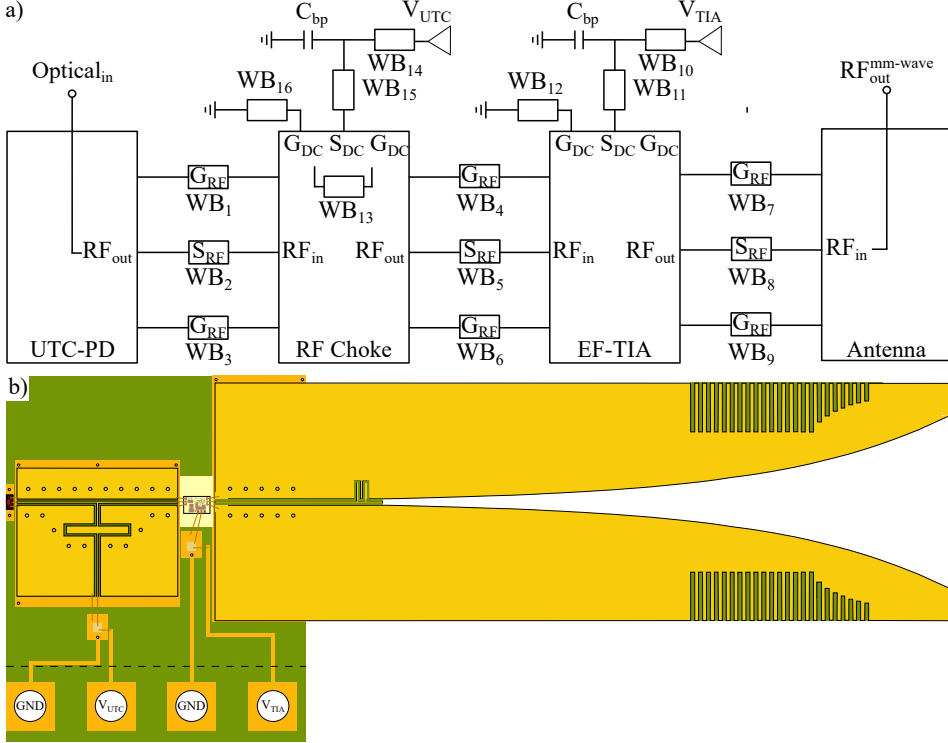 a)
C_bp V_UTC C_bp V_TIA
WB_14 WB_10
Optical_in WB_16 WB_15 WB_12 WB_11 RF_out^mm-wave
G_DC S_DC G_DC G_DC S_DC G_DC
G_RF G_RF G_RF
WB_1 WB_13 WB_4 WB_7
RF_out S_RF RF_in RF_out S_RF RF_in RF_out S_RF RF_in
WB_2 WB_5 WB_8
G_RF G_RF G_RF
UTC-PD WB_3 RF Choke WB_6 EF-TIA WB_9 Antenna
b)
GND V_UTC GND V_TIA